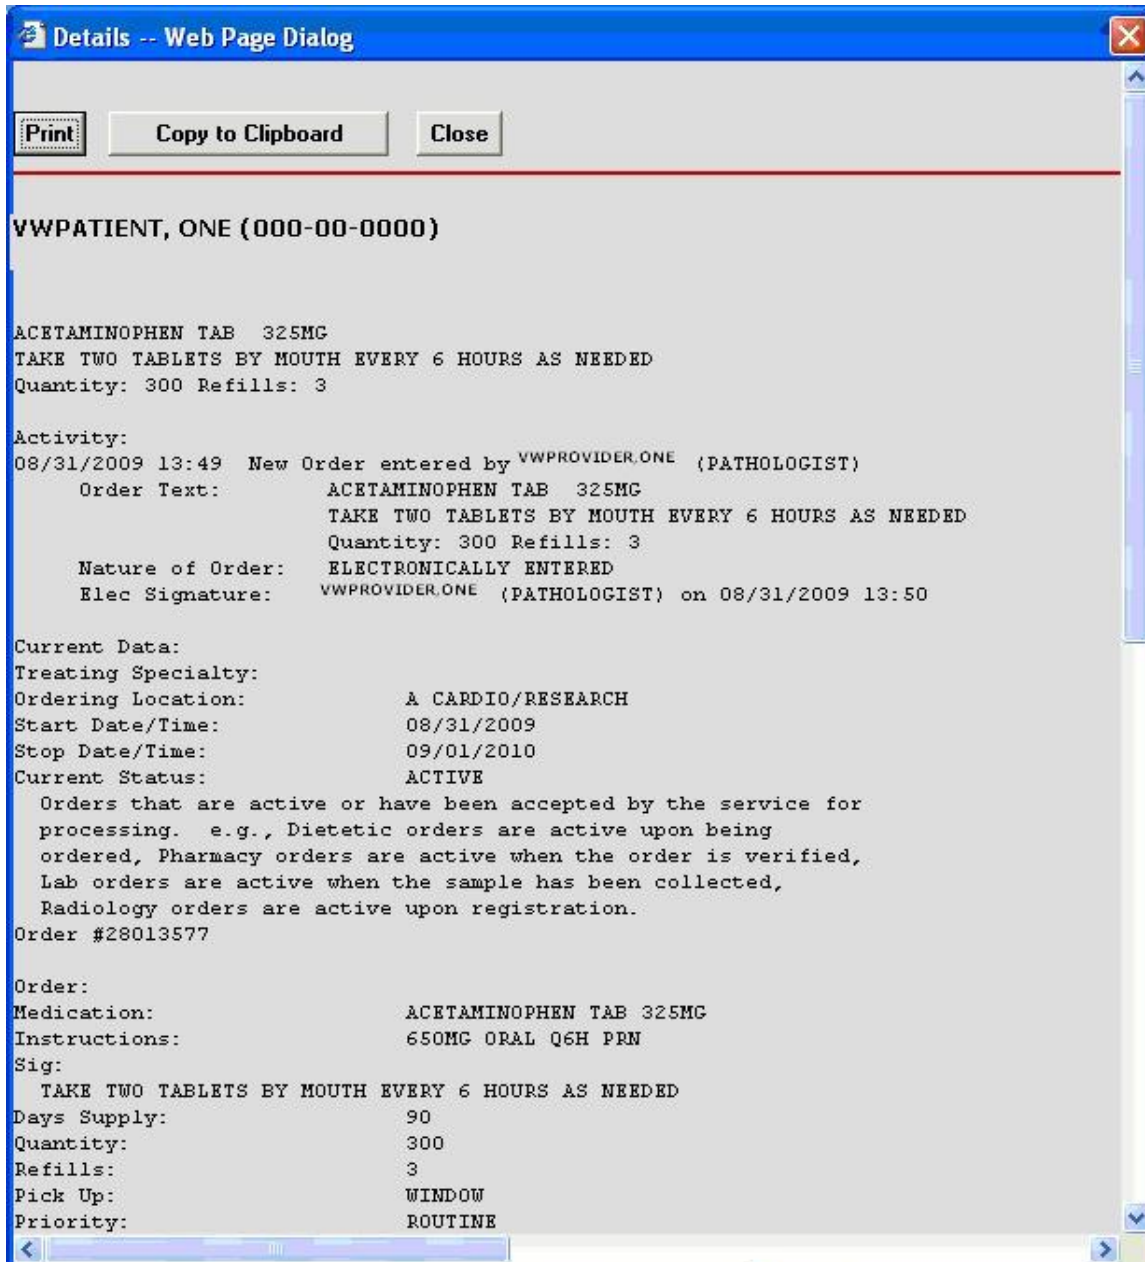 Details -- Web Page Dialog
Print Copy to Clipboard Close
VWPATIENT, ONE (000-00-0000)
ACETAMINOPHEN TAB 325MG
TAKE TWO TABLETS BY MOUTH EVERY 6 HOURS AS NEEDED
Quantity: 300 Refills: 3
Activity:
08/31/2009 13:49 New Order entered by VWPROVIDER,ONE (PATHOLOGIST)
Order Text: ACETAMINOPHEN TAB 325MG
TAKE TWO TABLETS BY MOUTH EVERY 6 HOURS AS NEEDED
Quantity: 300 Refills: 3
Nature of Order: ELECTRONICALLY ENTERED
Elec Signature: VWPROVIDER,ONE (PATHOLOGIST) on 08/31/2009 13:50
Current Data:
Treating Specialty:
Ordering Location: A CARDIO/RESEARCH
Start Date/Time: 08/31/2009
Stop Date/Time: 09/01/2010
Current Status: ACTIVE
Orders that are active or have been accepted by the service for
processing. e.g., Dietetic orders are active upon being
ordered, Pharmacy orders are active when the order is verified,
Lab orders are active when the sample has been collected,
Radiology orders are active upon registration.
Order #28013577
Order:
Medication: ACETAMINOPHEN TAB 325MG
Instructions: 650MG ORAL Q6H PRN
Sig:
TAKE TWO TABLETS BY MOUTH EVERY 6 HOURS AS NEEDED
Days Supply: 90
Quantity: 300
Refills: 3
Pick Up: WINDOW
Priority: ROUTINE